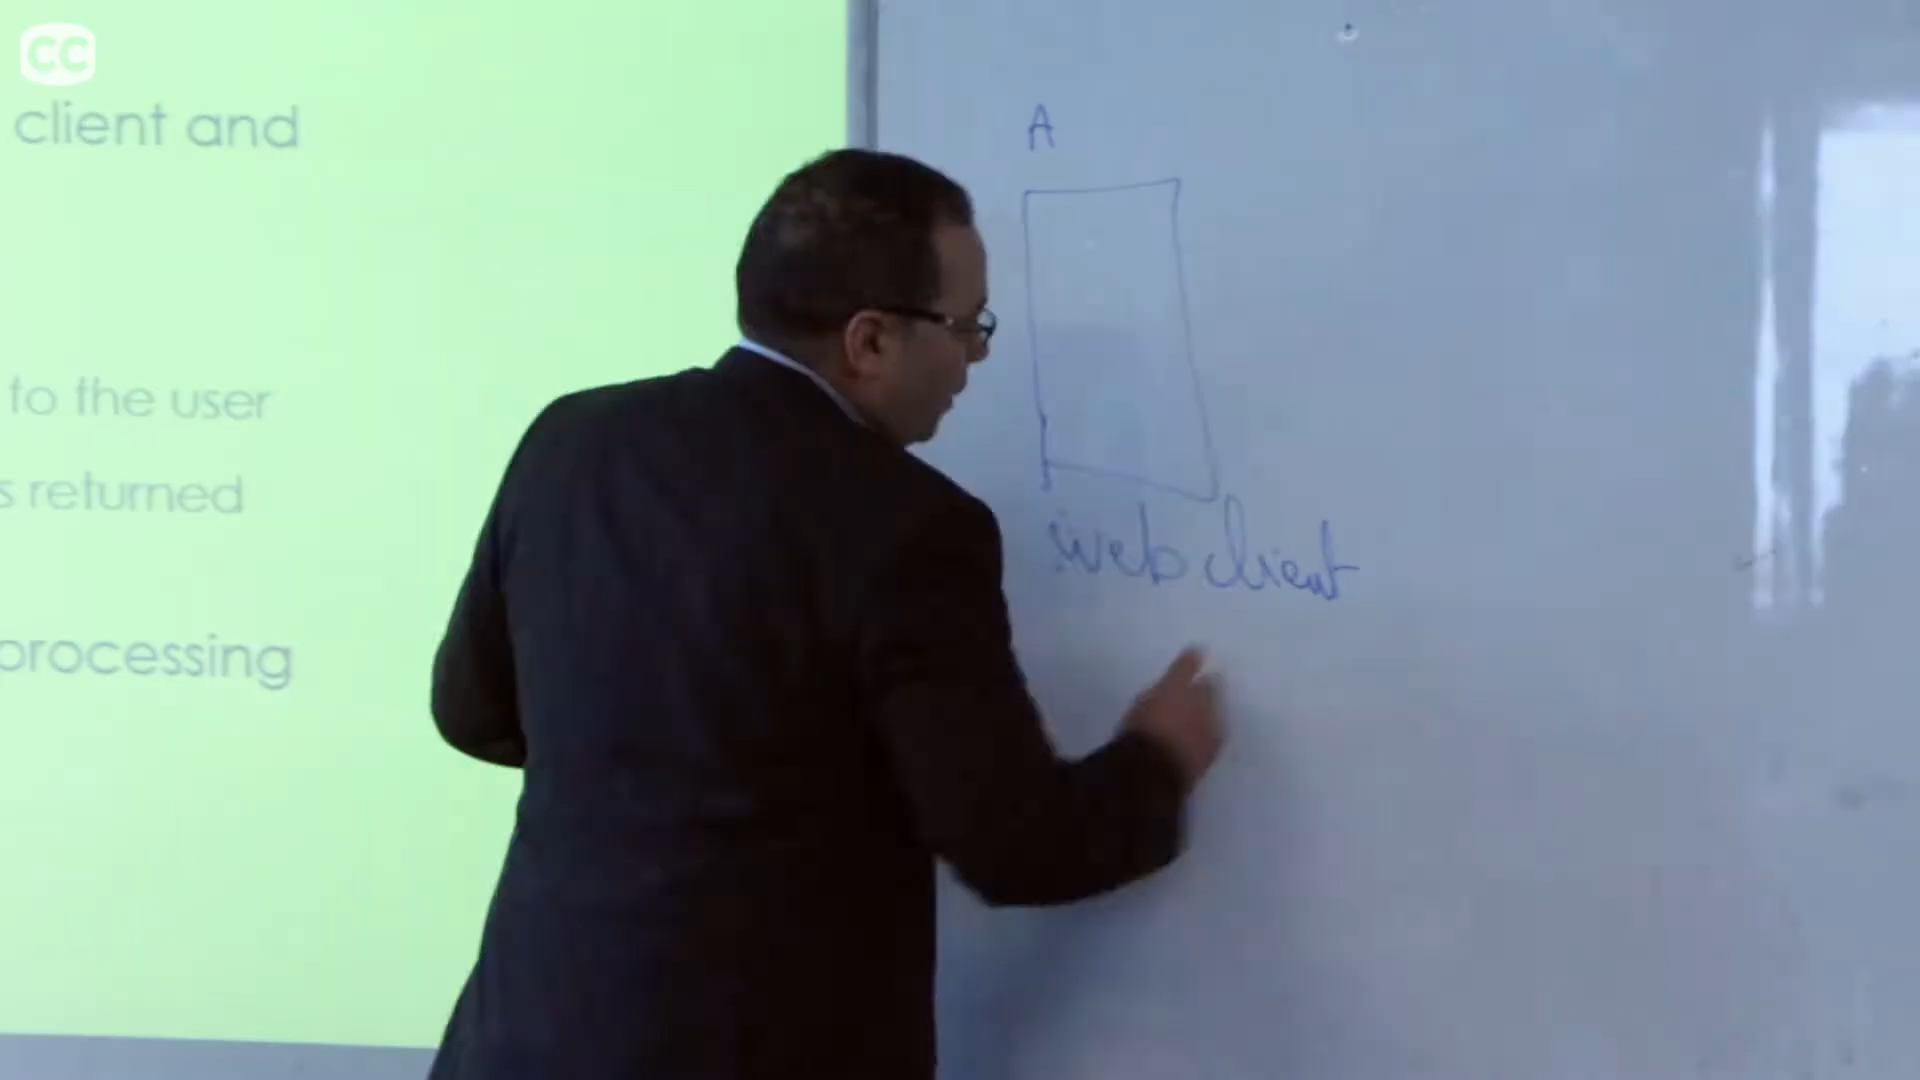 CC
client and
to the user
s returned
processing
A
web client